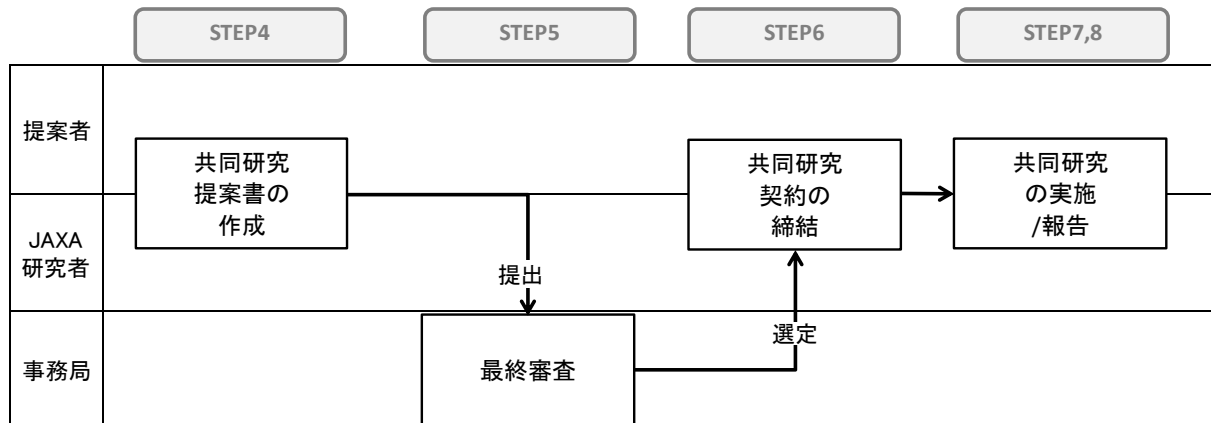 STEP4
STEP5
STEP6
STEP7,8
提案者
共同研究
提案書の
作成
共同研究
契約の
締結
共同研究
の実施
/報告
JAXA
研究者
提出
選定
事務局
最終審査